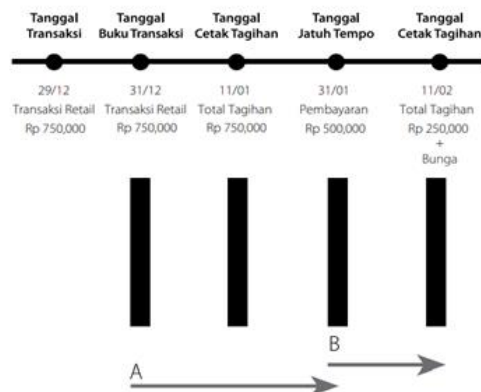 Tanggal
Transaksi
Tanggal
Buku Transaksi
Tanggal
Cetak Tagihan
Tanggal
Jatuh Tempo
Tanggal
Cetak Tagihan
29/12
Transaksi Retail
Rp 750,000
31/12
Transaksi Retail
Rp 750,000
11/01
Total Tagihan
Rp 750,000
31/01
Pembayaran
Rp 500,000
11/02
Total Tagihan
Rp 250,000
+
Bunga
A
B